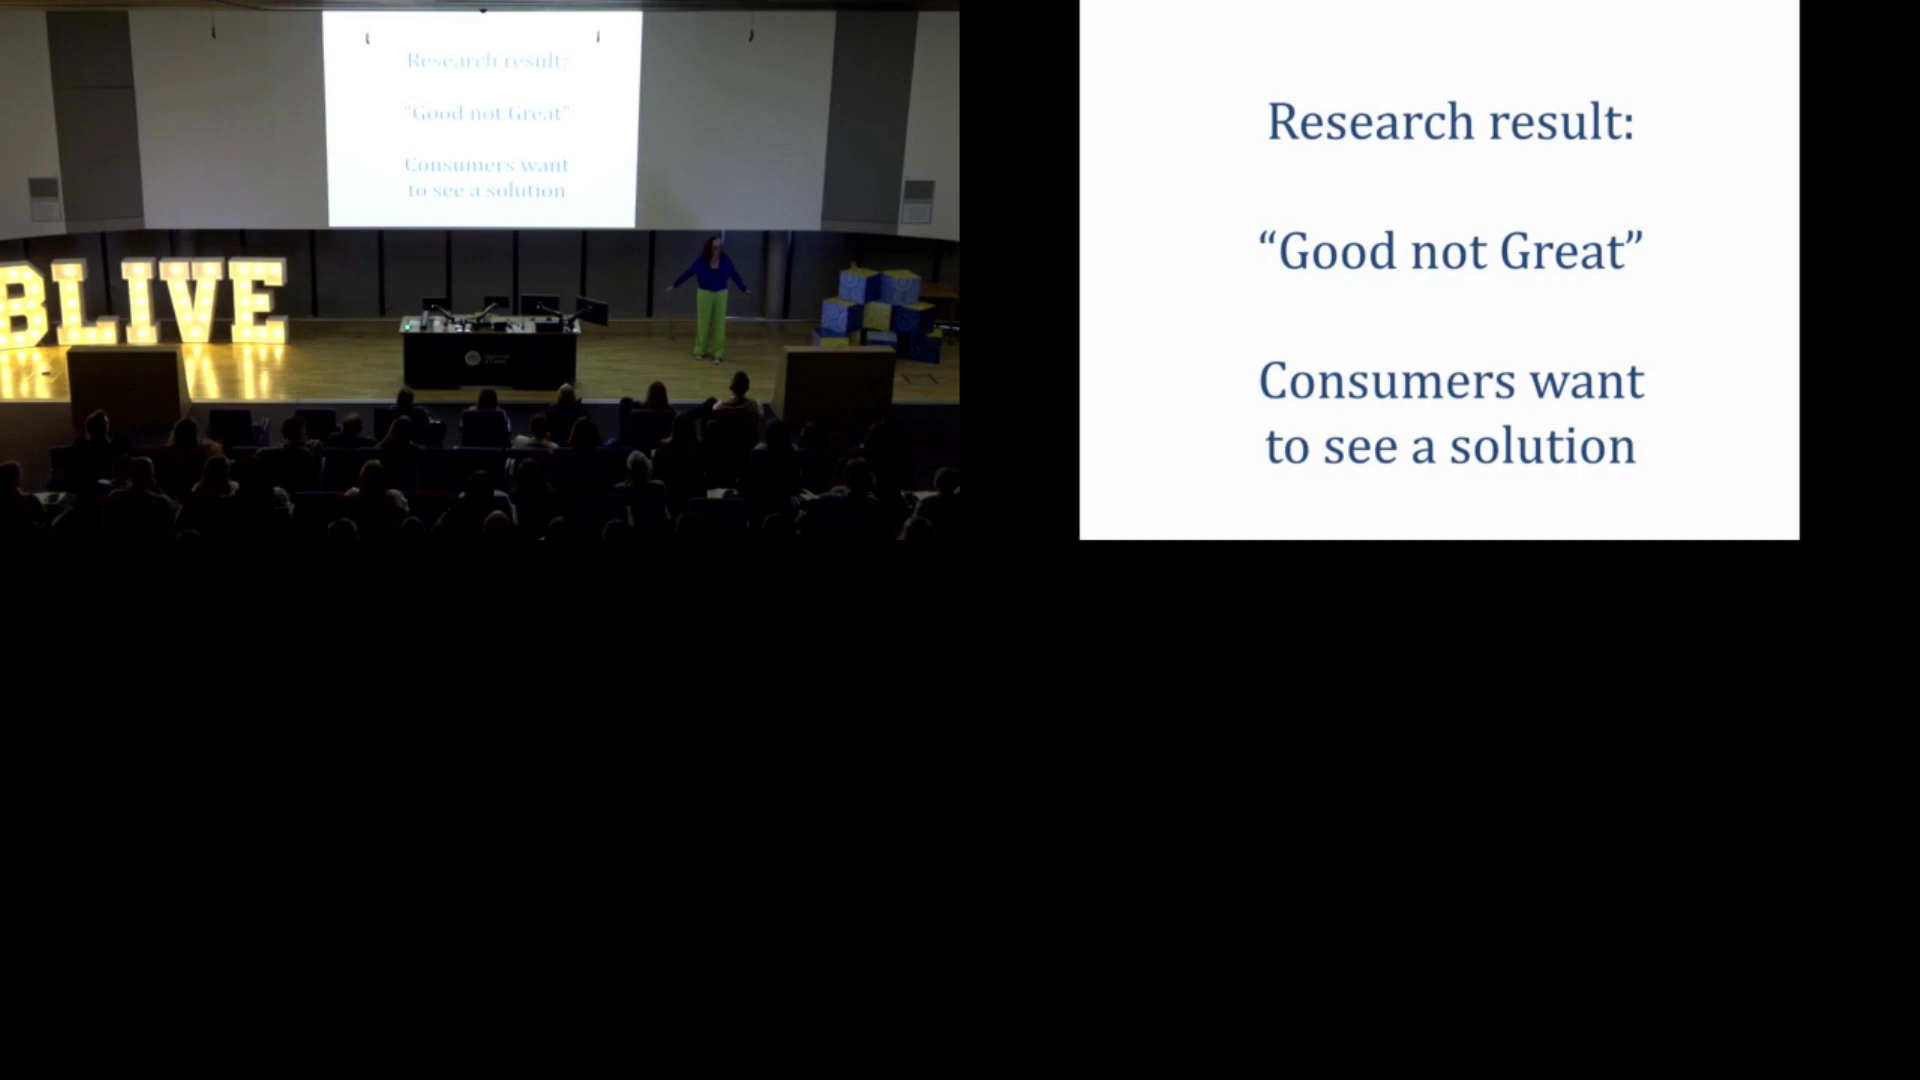 Research result:
"Good not Great"
Consumers want
to see a solution
BLIVE
Research result:
“Good not Great”
Consumers want
to see a solution